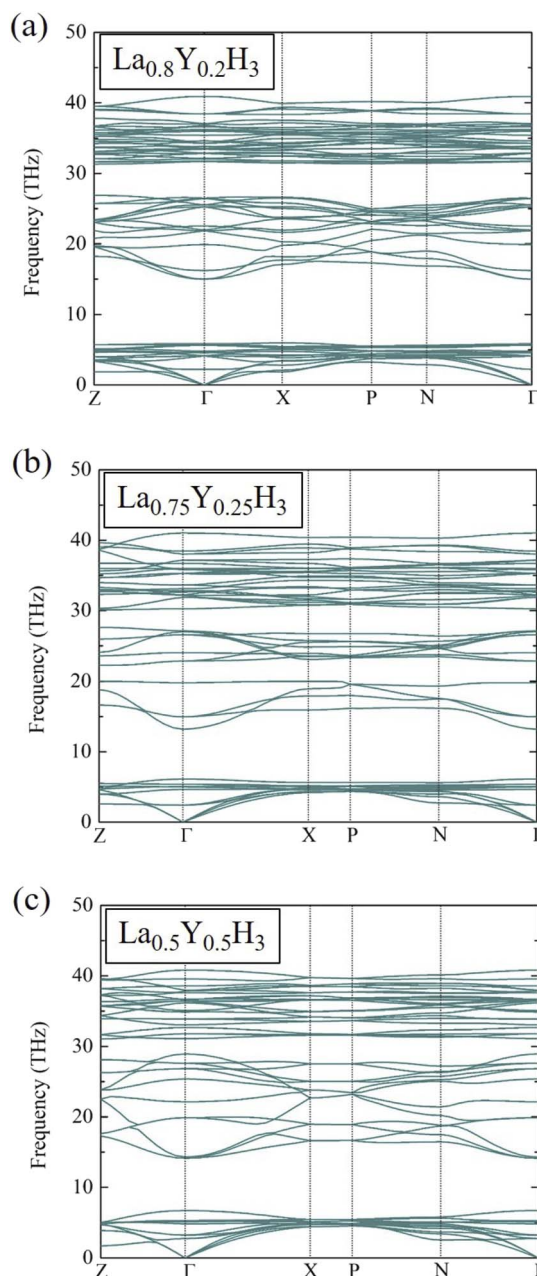 (a)
La₀.₈Y₀.₂H₃
50
40
30
20
10
0
Frequency (THz)
Z Γ X P N Γ
(b)
La₀.₇₅Y₀.₂₅H₃
50
40
30
20
10
0
Frequency (THz)
Z Γ X P N
(c)
La₀.₅Y₀.₅H₃
50
40
30
20
10
0
Frequency (THz)
Z Γ X P N